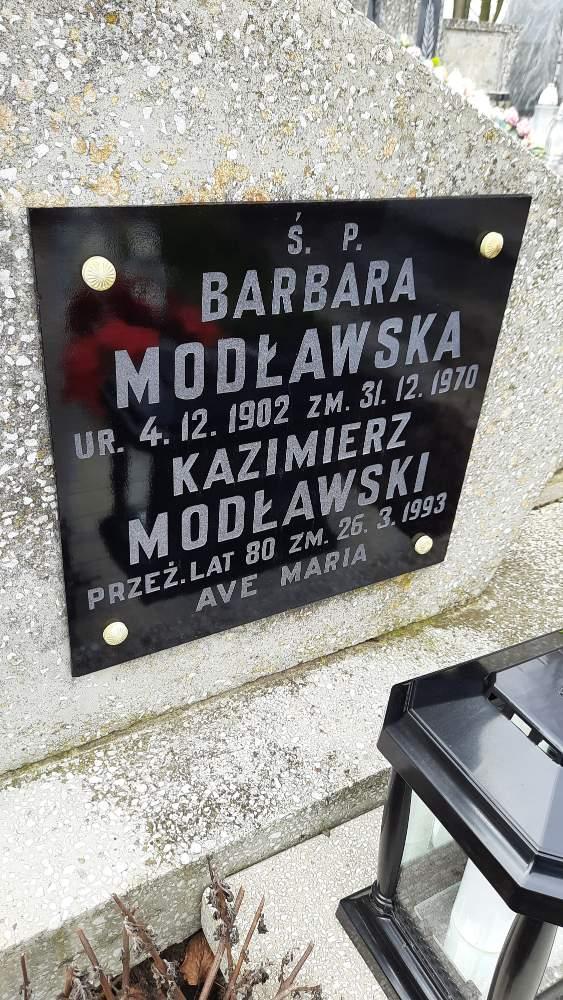 Ś. P.
BARBARA
MODŁAWSKA
UR. 4. 12. 1902 ZM. 31. 12. 1970
KAZIMIERZ
MODŁAWSKI
PRZEŻ. LAT 80 ZM. 26. 3. 1993
AVE MARIA